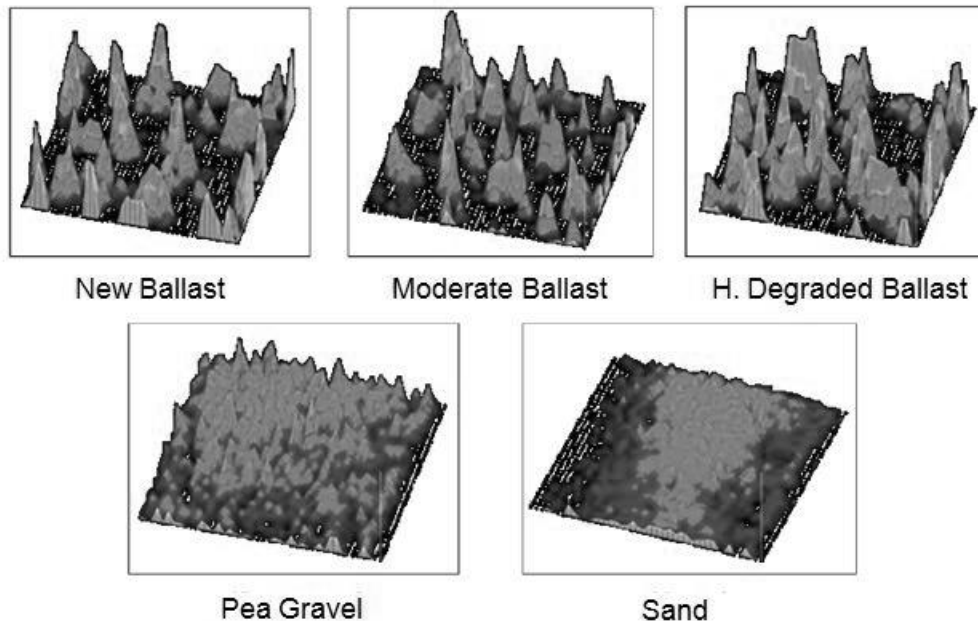 New Ballast
Moderate Ballast
H. Degraded Ballast
Pea Gravel
Sand